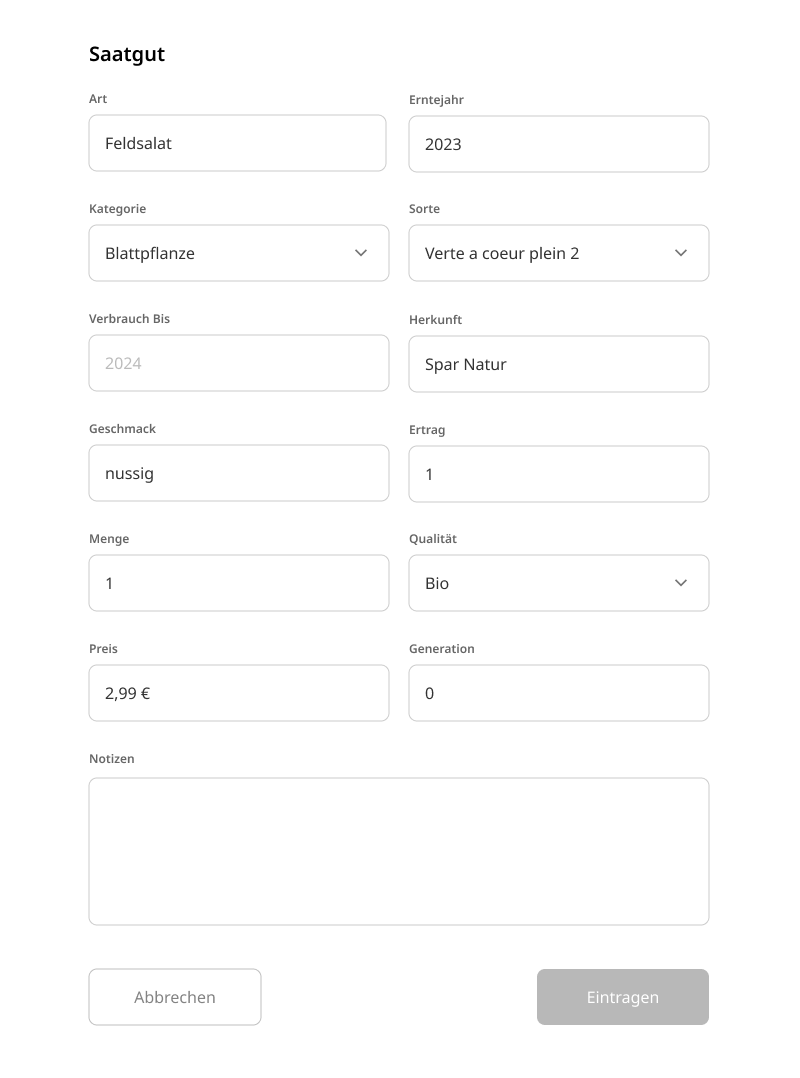 Saatgut
Art
Erntejahr
Feldsalat
2023
Kategorie
Sorte
Blattpflanze
Verte a coeur plein 2
Verbrauch Bis
Herkunft
2024
Spar Natur
Geschmack
Ertrag
nussig
1
Menge
Qualität
1
Bio
Preis
Generation
2,99 €
0
Notizen
Abbrechen
Eintragen